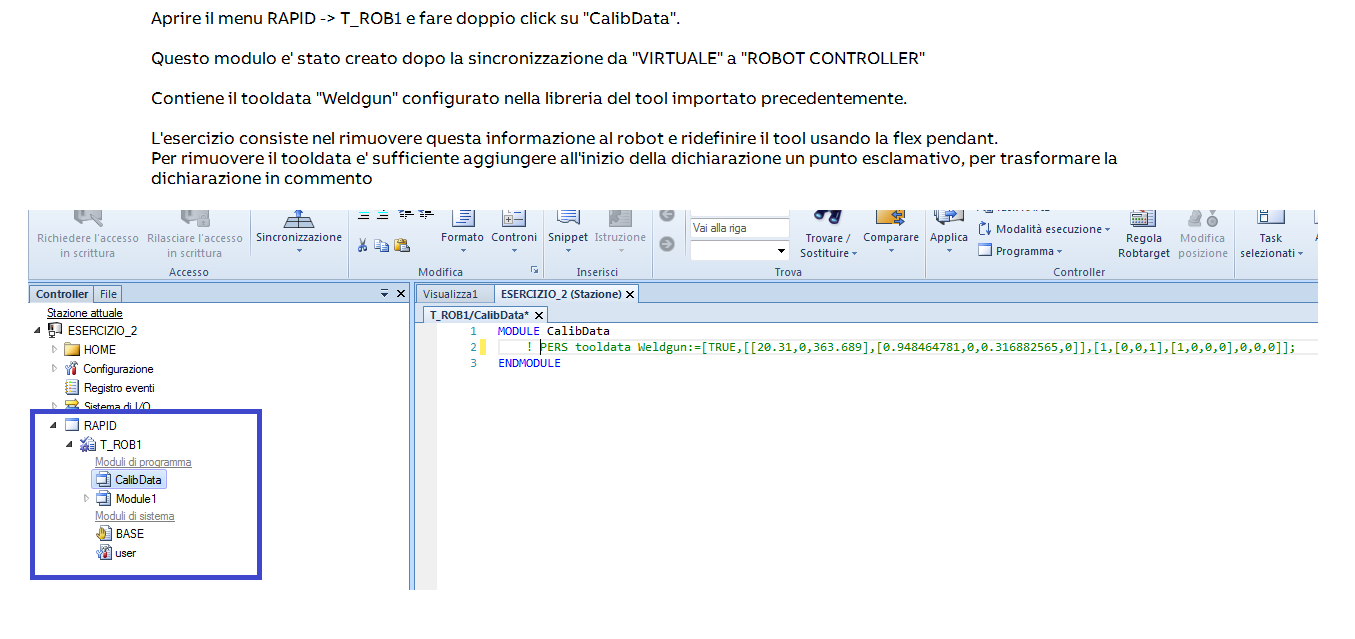 Aprire il menu RAPID -> T_ROB1 e fare doppio click su "CalibData".
Questo modulo e' stato creato dopo la sincronizzazione da "VIRTUALE" a "ROBOT CONTROLLER"
Contiene il tooldata "Weldgun" configurato nella libreria del tool importato precedentemente.
L'esercizio consiste nel rimuovere questa informazione al robot e ridefinire il tool usando la flex pendant.
Per rimuovere il tooldata e' sufficiente aggiungere all'inizio della dichiarazione un punto esclamativo, per trasformare la
dichiarazione in commento
Richiedere l'accesso
in scrittura
Rilasciare l'accesso
in scrittura
Accesso
Sincronizzazione
Formato
Controni
Modifica
Snippet
Istruzione
Inserisci
Vai alla riga
Trovare /
Sostituire
Comparare
Trova
Applica
Modalità esecuzione
Programma
Regola
Robtarget
Modifica
posizione
Controller
Task
selezionati
Controller
File
Stazione attuale
ESERCIZIO_2
HOME
Configurazione
Registro eventi
Sistema di I/O
RAPID
T_ROB1
Moduli di programma
CalibData
Module1
Moduli di sistema
BASE
user
Visualizza1
ESERCIZIO_2 (Stazione)
T_ROB1/CalibData*
1 MODULE CalibData
2 ! PERS tooldata Weldgun:=[TRUE,[[20.31,0,363.689],[0.948464781,0,0.316882565,0]],[1,[0,0,1],[1,0,0,0],0,0,0]];
3 ENDMODULE